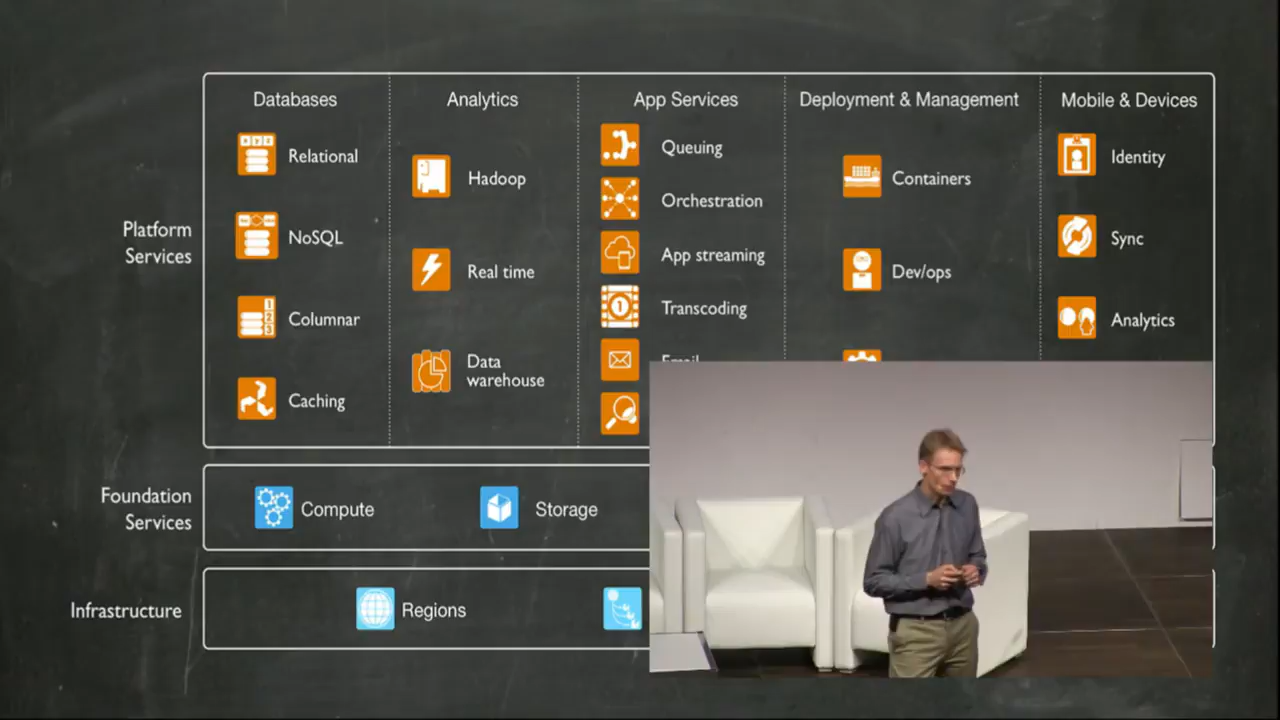 Databases
Analytics
App Services
Deployment & Management
Mobile & Devices
Platform
Services
Relational
NoSQL
Columnar
Caching
Hadoop
Real time
Data
warehouse
Queuing
Orchestration
App streaming
Transcoding
Email
Containers
Dev/ops
Identity
Sync
Analytics
Foundation
Services
Compute
Storage
Infrastructure
Regions